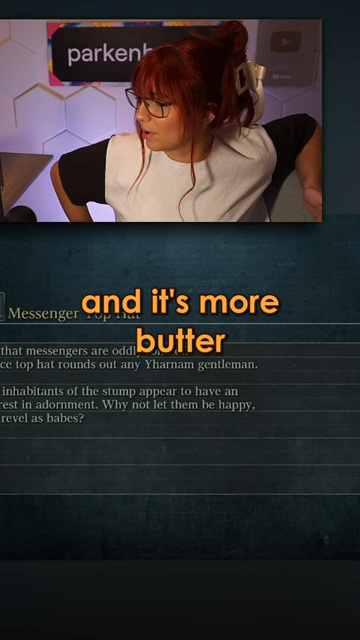 parkenh
and it's more
butter
Messenger Top Hat
that messengers are oddly
ce top hat rounds out any Yharnam gentleman.
inhabitants of the stump appear to have an
rest in adornment. Why not let them be happy,
revel as babes?